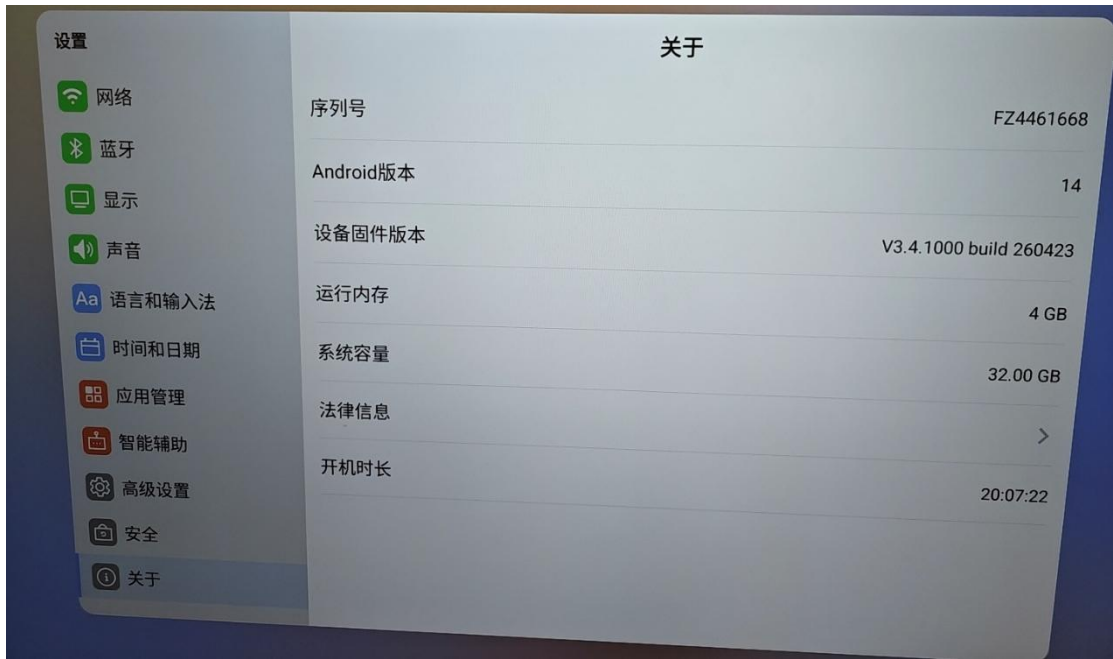 设置
关于
网络
蓝牙
显示
声音
Aa 语言和输入法
时间和日期
应用管理
智能辅助
高级设置
安全
关于
序列号 FZ4461668
Android版本 14
设备固件版本 V3.4.1000 build 260423
运行内存 4 GB
系统容量 32.00 GB
法律信息 >
开机时长 20:07:22